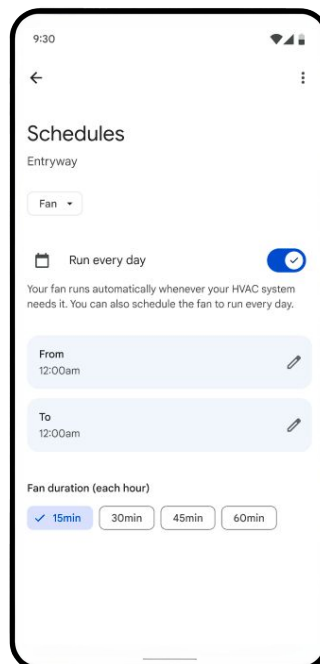 9:30
Schedules
Entryway
Fan
Run every day
Your fan runs automatically whenever your HVAC system
needs it. You can also schedule the fan to run every day.
From
12:00am
To
12:00am
Fan duration (each hour)
15min 30min 45min 60min